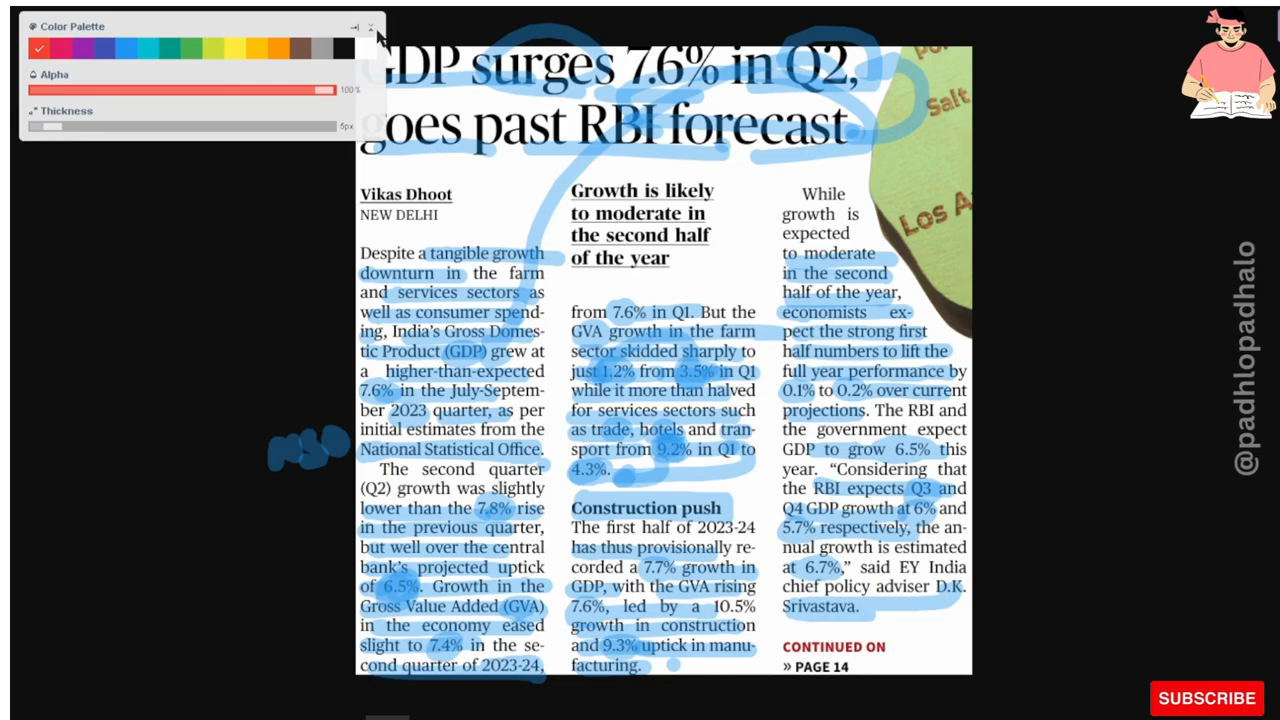 Color Palette
Alpha
100%
Thickness
5px
GDP surges 7.6% in Q2,
goes past RBI forecast
Vikas Dhoot
NEW DELHI
Despite a tangible growth
downturn in the farm
and services sectors as
well as consumer spend-
ing, India's Gross Domes-
tic Product (GDP) grew at
a higher-than-expected
7.6% in the July-Septem-
ber 2023 quarter, as per
initial estimates from the
National Statistical Office.
The second quarter
(Q2) growth was slightly
lower than the 7.8% rise
in the previous quarter,
but well over the central
bank's projected uptick
of 6.5%. Growth in the
Gross Value Added (GVA)
in the economy eased
slight to 7.4% in the se-
cond quarter of 2023-24,
Growth is likely
to moderate in
the second half
of the year
from 7.6% in Q1. But the
GVA growth in the farm
sector skidded sharply to
just 1.2% from 3.5% in Q1
while it more than halved
for services sectors such
as trade, hotels and tran-
sport from 9.2% in Q1 to
4.3%.
Construction push
The first half of 2023-24
has thus provisionally re-
corded a 7.7% growth in
GDP, with the GVA rising
7.6%, led by a 10.5%
growth in construction
and 9.3% uptick in manu-
facturing.
While
growth is
expected
to moderate
in the second
half of the year,
economists ex-
pect the strong first
half numbers to lift the
full year performance by
0.1% to 0.2% over current
projections. The RBI and
the government expect
GDP to grow 6.5% this
year. "Considering that
the RBI expects Q3 and
Q4 GDP growth at 6% and
5.7% respectively, the an-
nual growth is estimated
at 6.7%," said EY India
chief policy adviser D.K.
Srivastava.
CONTINUED ON
» PAGE 14
Salt
Los A
@padhlopadhalo
SUBSCRIBE